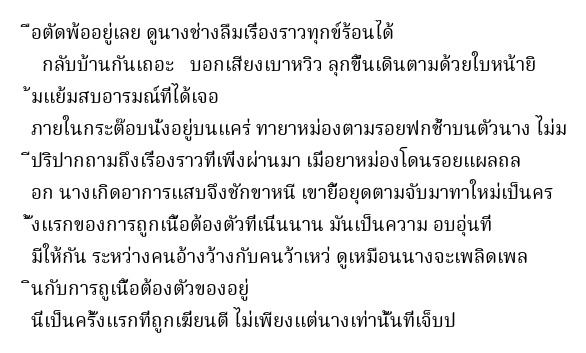 ือตัดพ้ออยู่เลย ดูนางช่างลืมเรื่องราวทุกข์ร้อนได้
กลับบ้านกันเถอะ บอกเสียงเบาหวิว ลุกขึ้นเดินตามด้วยใบหน้ายิ
้มแย้มสบอารมณ์ที่ได้เจอ
ภายในกระต๊อบนั่งอยู่บนแคร่ ทายาหม่องตามรอยฟกช้ำบนตัวนาง ไม่ม
ีปริปากถามถึงเรื่องราวที่เพิ่งผ่านมา เมื่อยาหม่องโดนรอยแผลถล
อก นางเกิดอาการแสบจึงชักขาหนี เขายื้อยุดตามจับมาทาใหม่เป็นคร
ั้งแรกของการถูกเนื้อต้องตัวที่เนิ่นนาน มันเป็นความ อบอุ่นที่
มีให้กัน ระหว่างคนอ้างว้างกับคนว้าเหว่ ดูเหมือนนางจะเพลิดเพล
ินกับการถูเนื้อต้องตัวของอยู่
นี่เป็นครั้งแรกที่ถูกเฆี่ยนตี ไม่เพียงแต่นางเท่านั้นที่เจ็บป